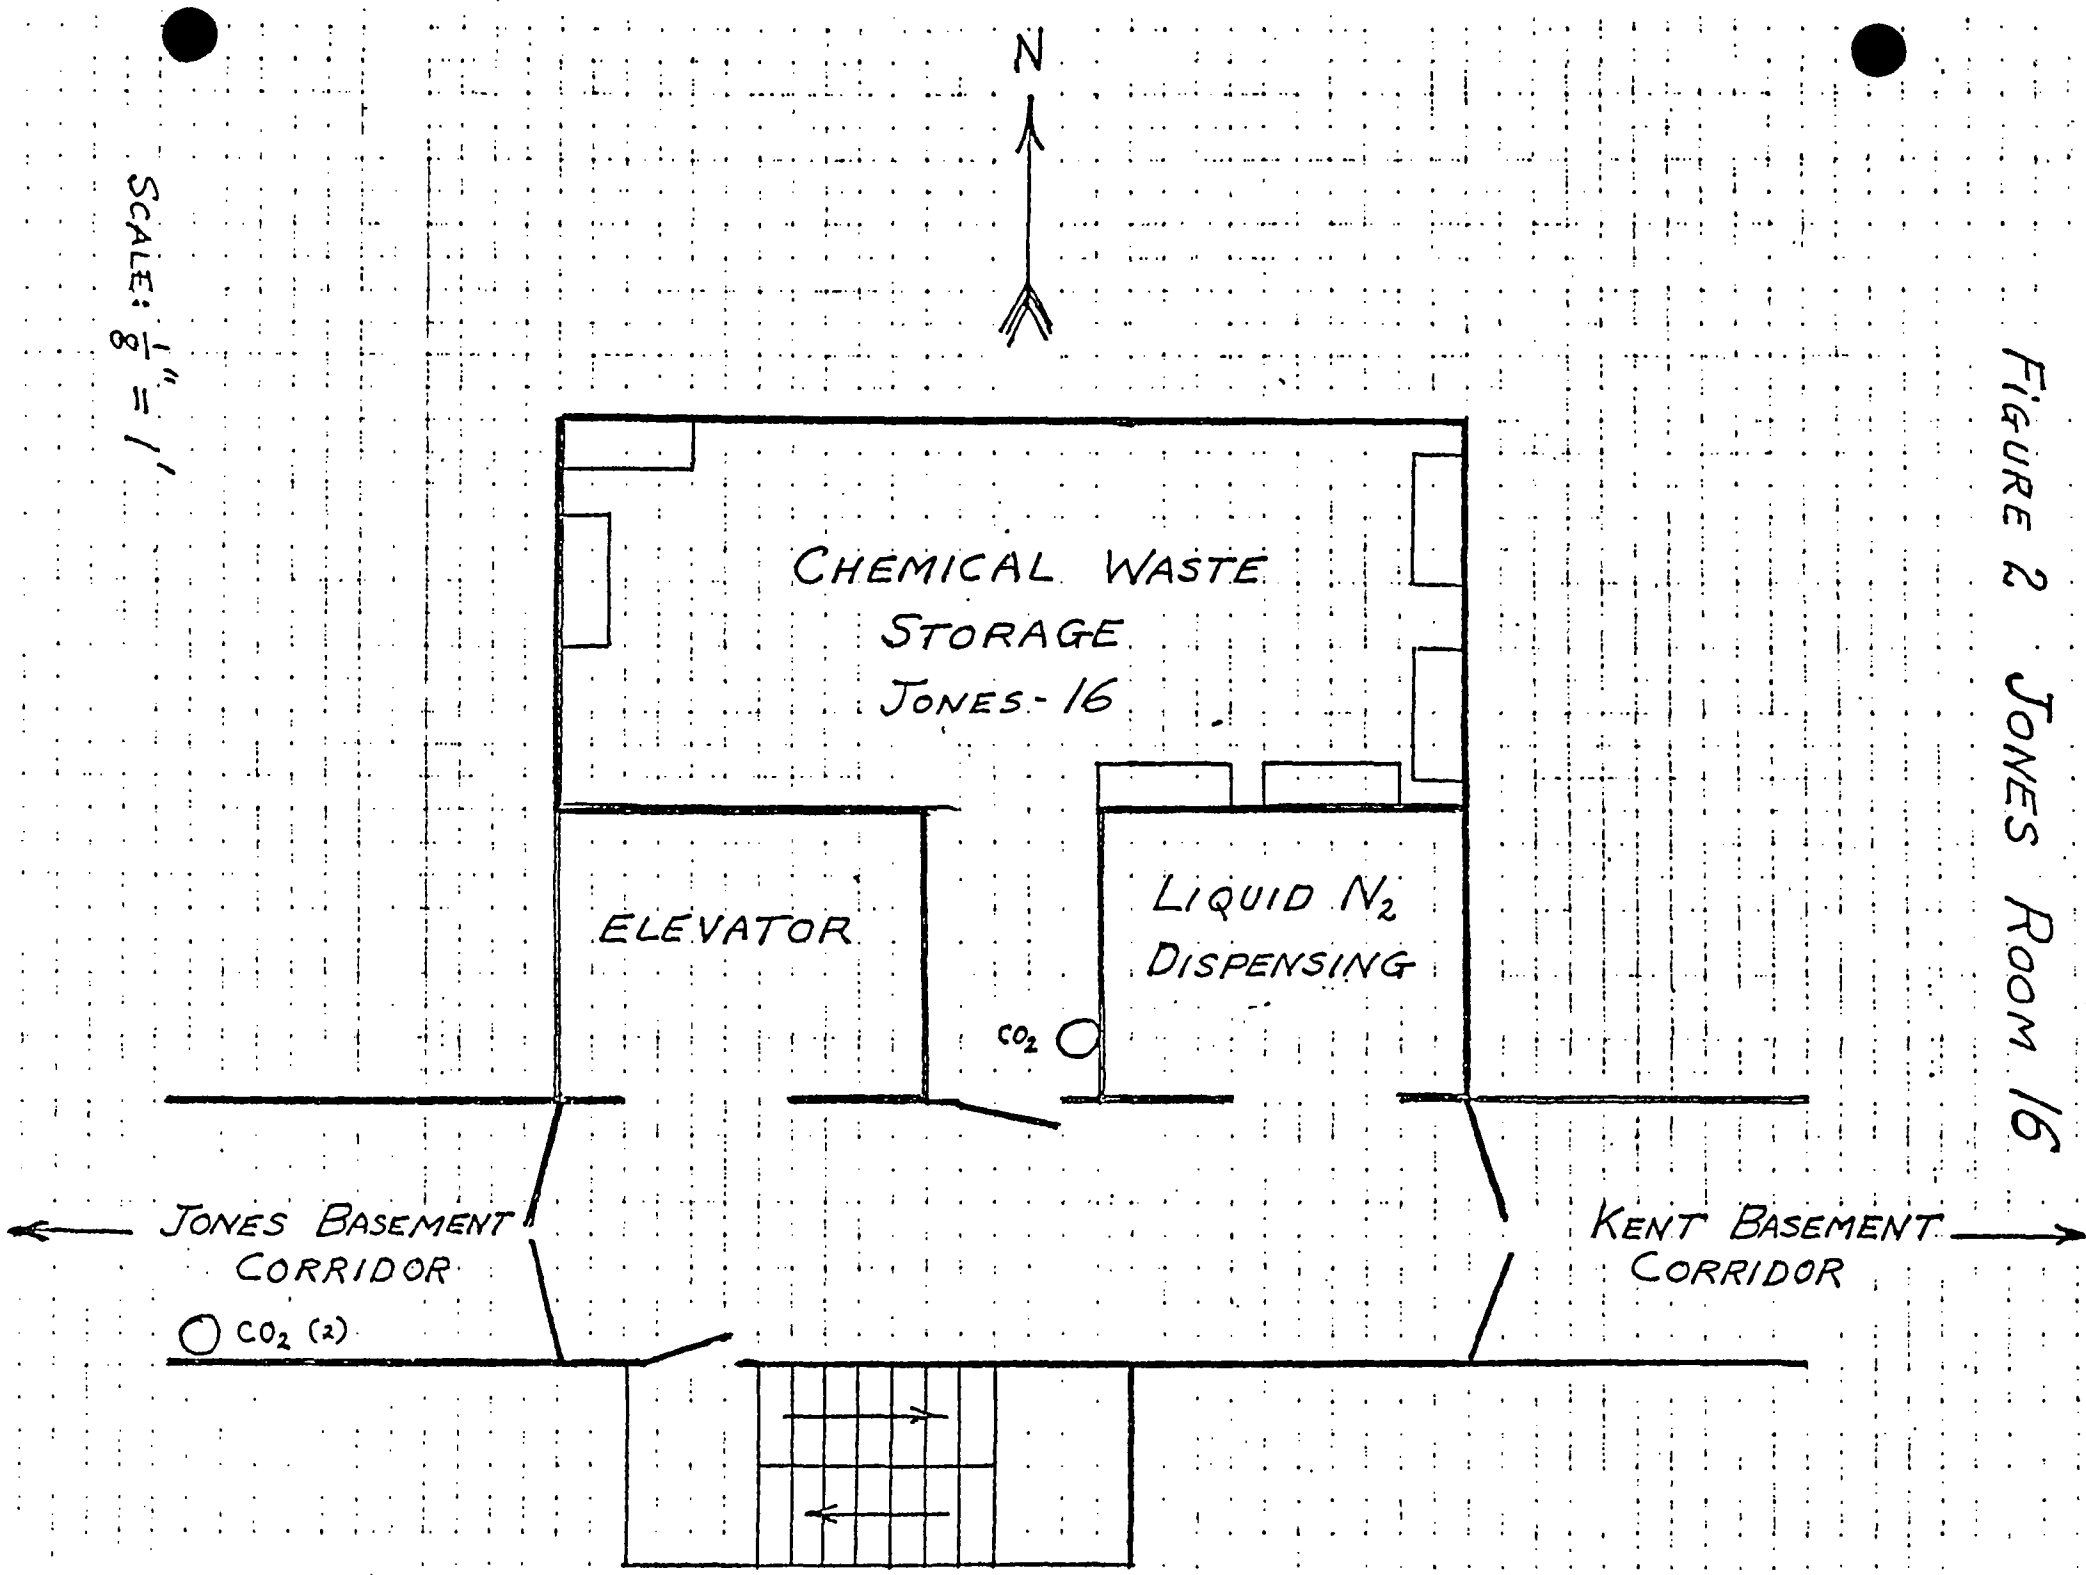 N
SCALE: 1/8" = 1'
FIGURE 2 JONES ROOM 16
CHEMICAL WASTE
STORAGE
JONES-16
ELEVATOR
LIQUID N₂
DISPENSING
CO₂
JONES BASEMENT
CORRIDOR
CO₂ (2)
KENT BASEMENT
CORRIDOR